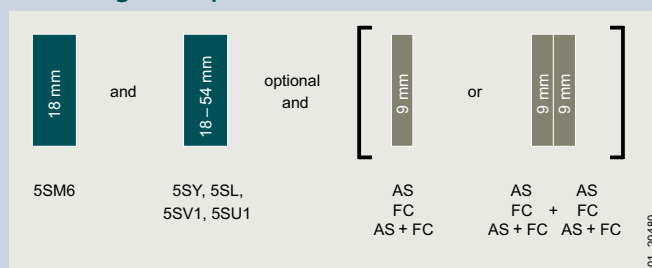 18 mm
and
18 – 54 mm
optional
and
9 mm
or
9 mm
9 mm
5SM6
5SY, 5SL,
5SV1, 5SU1
AS
FC
AS + FC
AS AS
FC + FC
AS + FC AS + FC